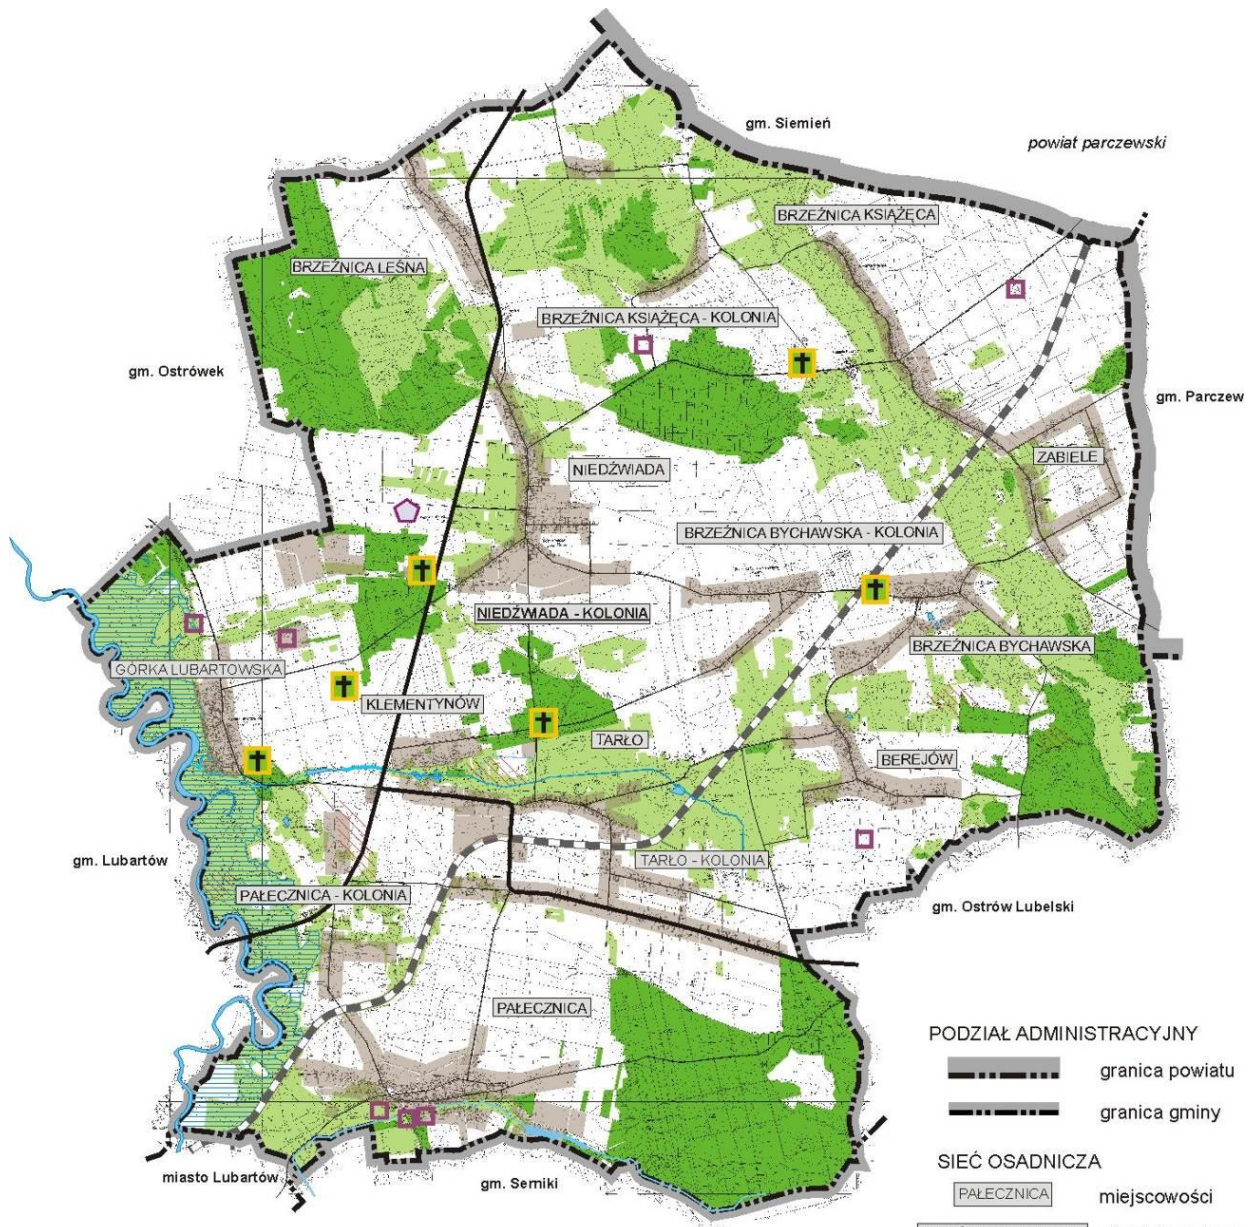 gm. Siemień
powiat parczewski
BRZEŹNICA KSIĄŻĘCA
BRZEŹNICA LEŚNA
BRZEŹNICA KSIĄŻĘCA - KOLONIA
gm. Ostrówek
gm. Parczew
ZABIELE
NIEDŹWIADA
BRZEŹNICA BYCHAWSKA - KOLONIA
NIEDŹWIADA - KOLONIA
BRZEŹNICA BYCHAWSKA
GÓRKA LUBARTOWSKA
KLEMENTYNÓW
TARŁO
BEREJÓW
gm. Lubartów
TARŁO - KOLONIA
PAŁECZNICA - KOLONIA
gm. Ostrów Lubelski
PAŁECZNICA
PODZIAŁ ADMINISTRACYJNY
granica powiatu
granica gminy
SIEĆ OSADNICZA
miasto Lubartów
gm. Serniki
PAŁECZNICA
miejscowości